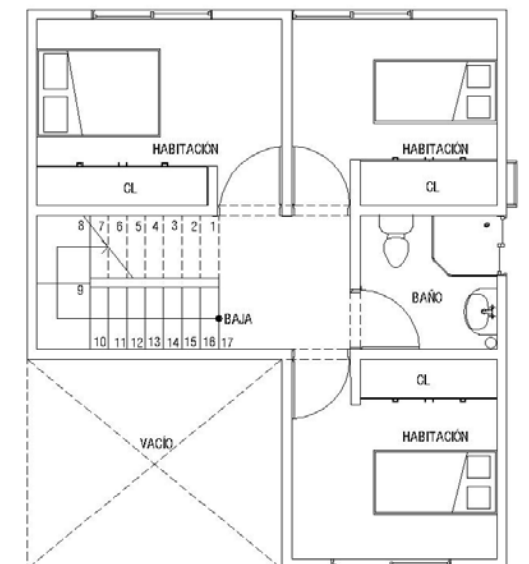 HABITACIÓN
HABITACIÓN
CL
CL
8 7 6 5 4 3 2 1
9
BAÑO
BAJA
10 11 12 13 14 15 16 17
CL
VACÍO
HABITACIÓN